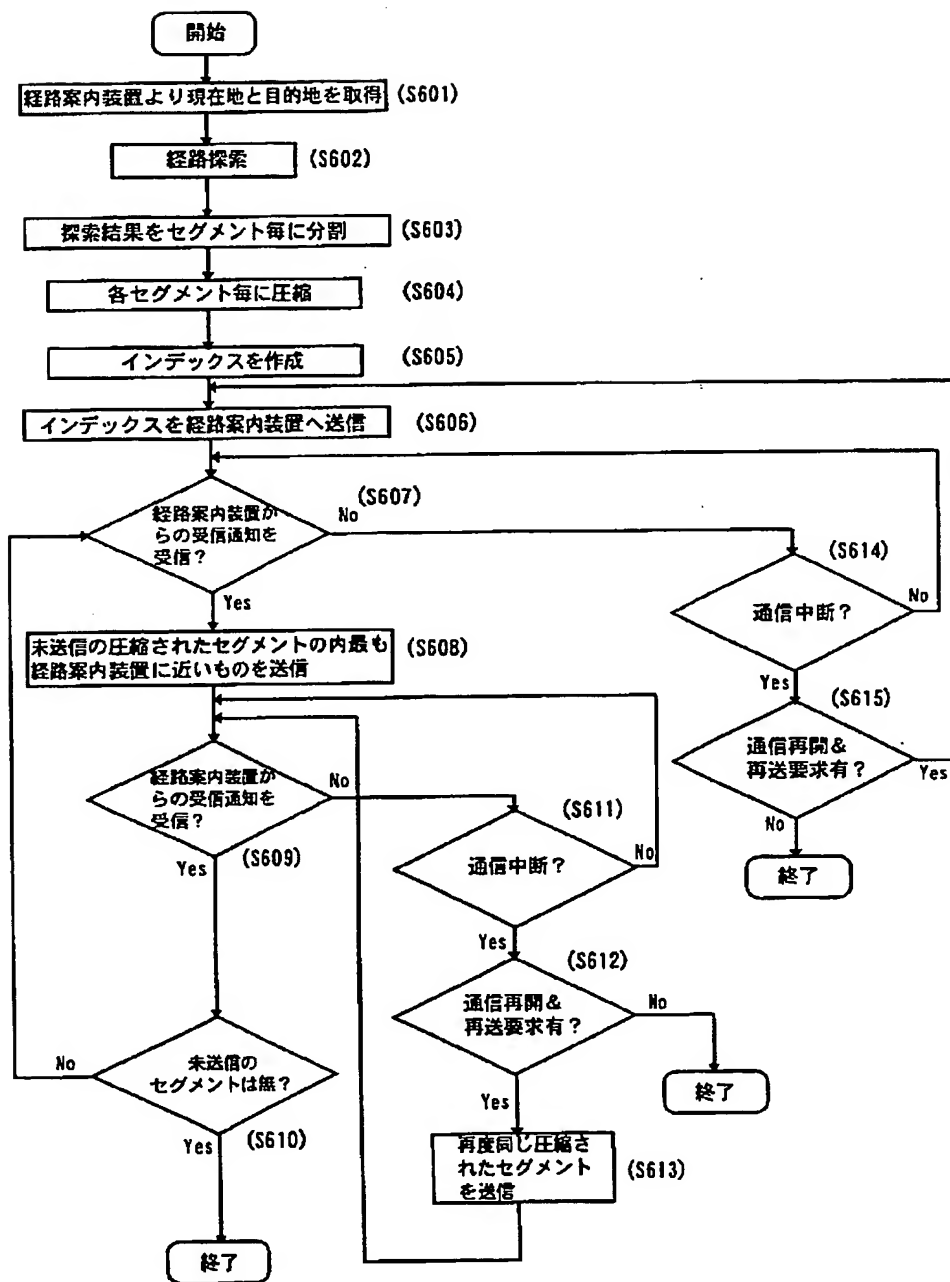 開始
経路案内装置より現在地と目的地を取得 (S601)
経路探索 (S602)
探索結果をセグメント毎に分割 (S603)
各セグメント毎に圧縮 (S604)
インデックスを作成 (S605)
インデックスを経路案内装置へ送信 (S606)
(S607)
経路案内装置か
らの受信通知を
受信？
No
Yes
(S614)
通信中断？
No
Yes
(S615)
通信再開＆
再送要求有？
Yes
No
終了
未送信の圧縮されたセグメントの内最も
経路案内装置に近いものを送信
(S608)
経路案内装置か
らの受信通知を
受信？
No
Yes
(S609)
(S611)
通信中断？
No
Yes
(S612)
通信再開＆
再送要求有？
No
終了
Yes
再度同じ圧縮さ
れたセグメント
を送信
(S613)
未送信の
セグメントは無？
No
Yes
(S610)
終了